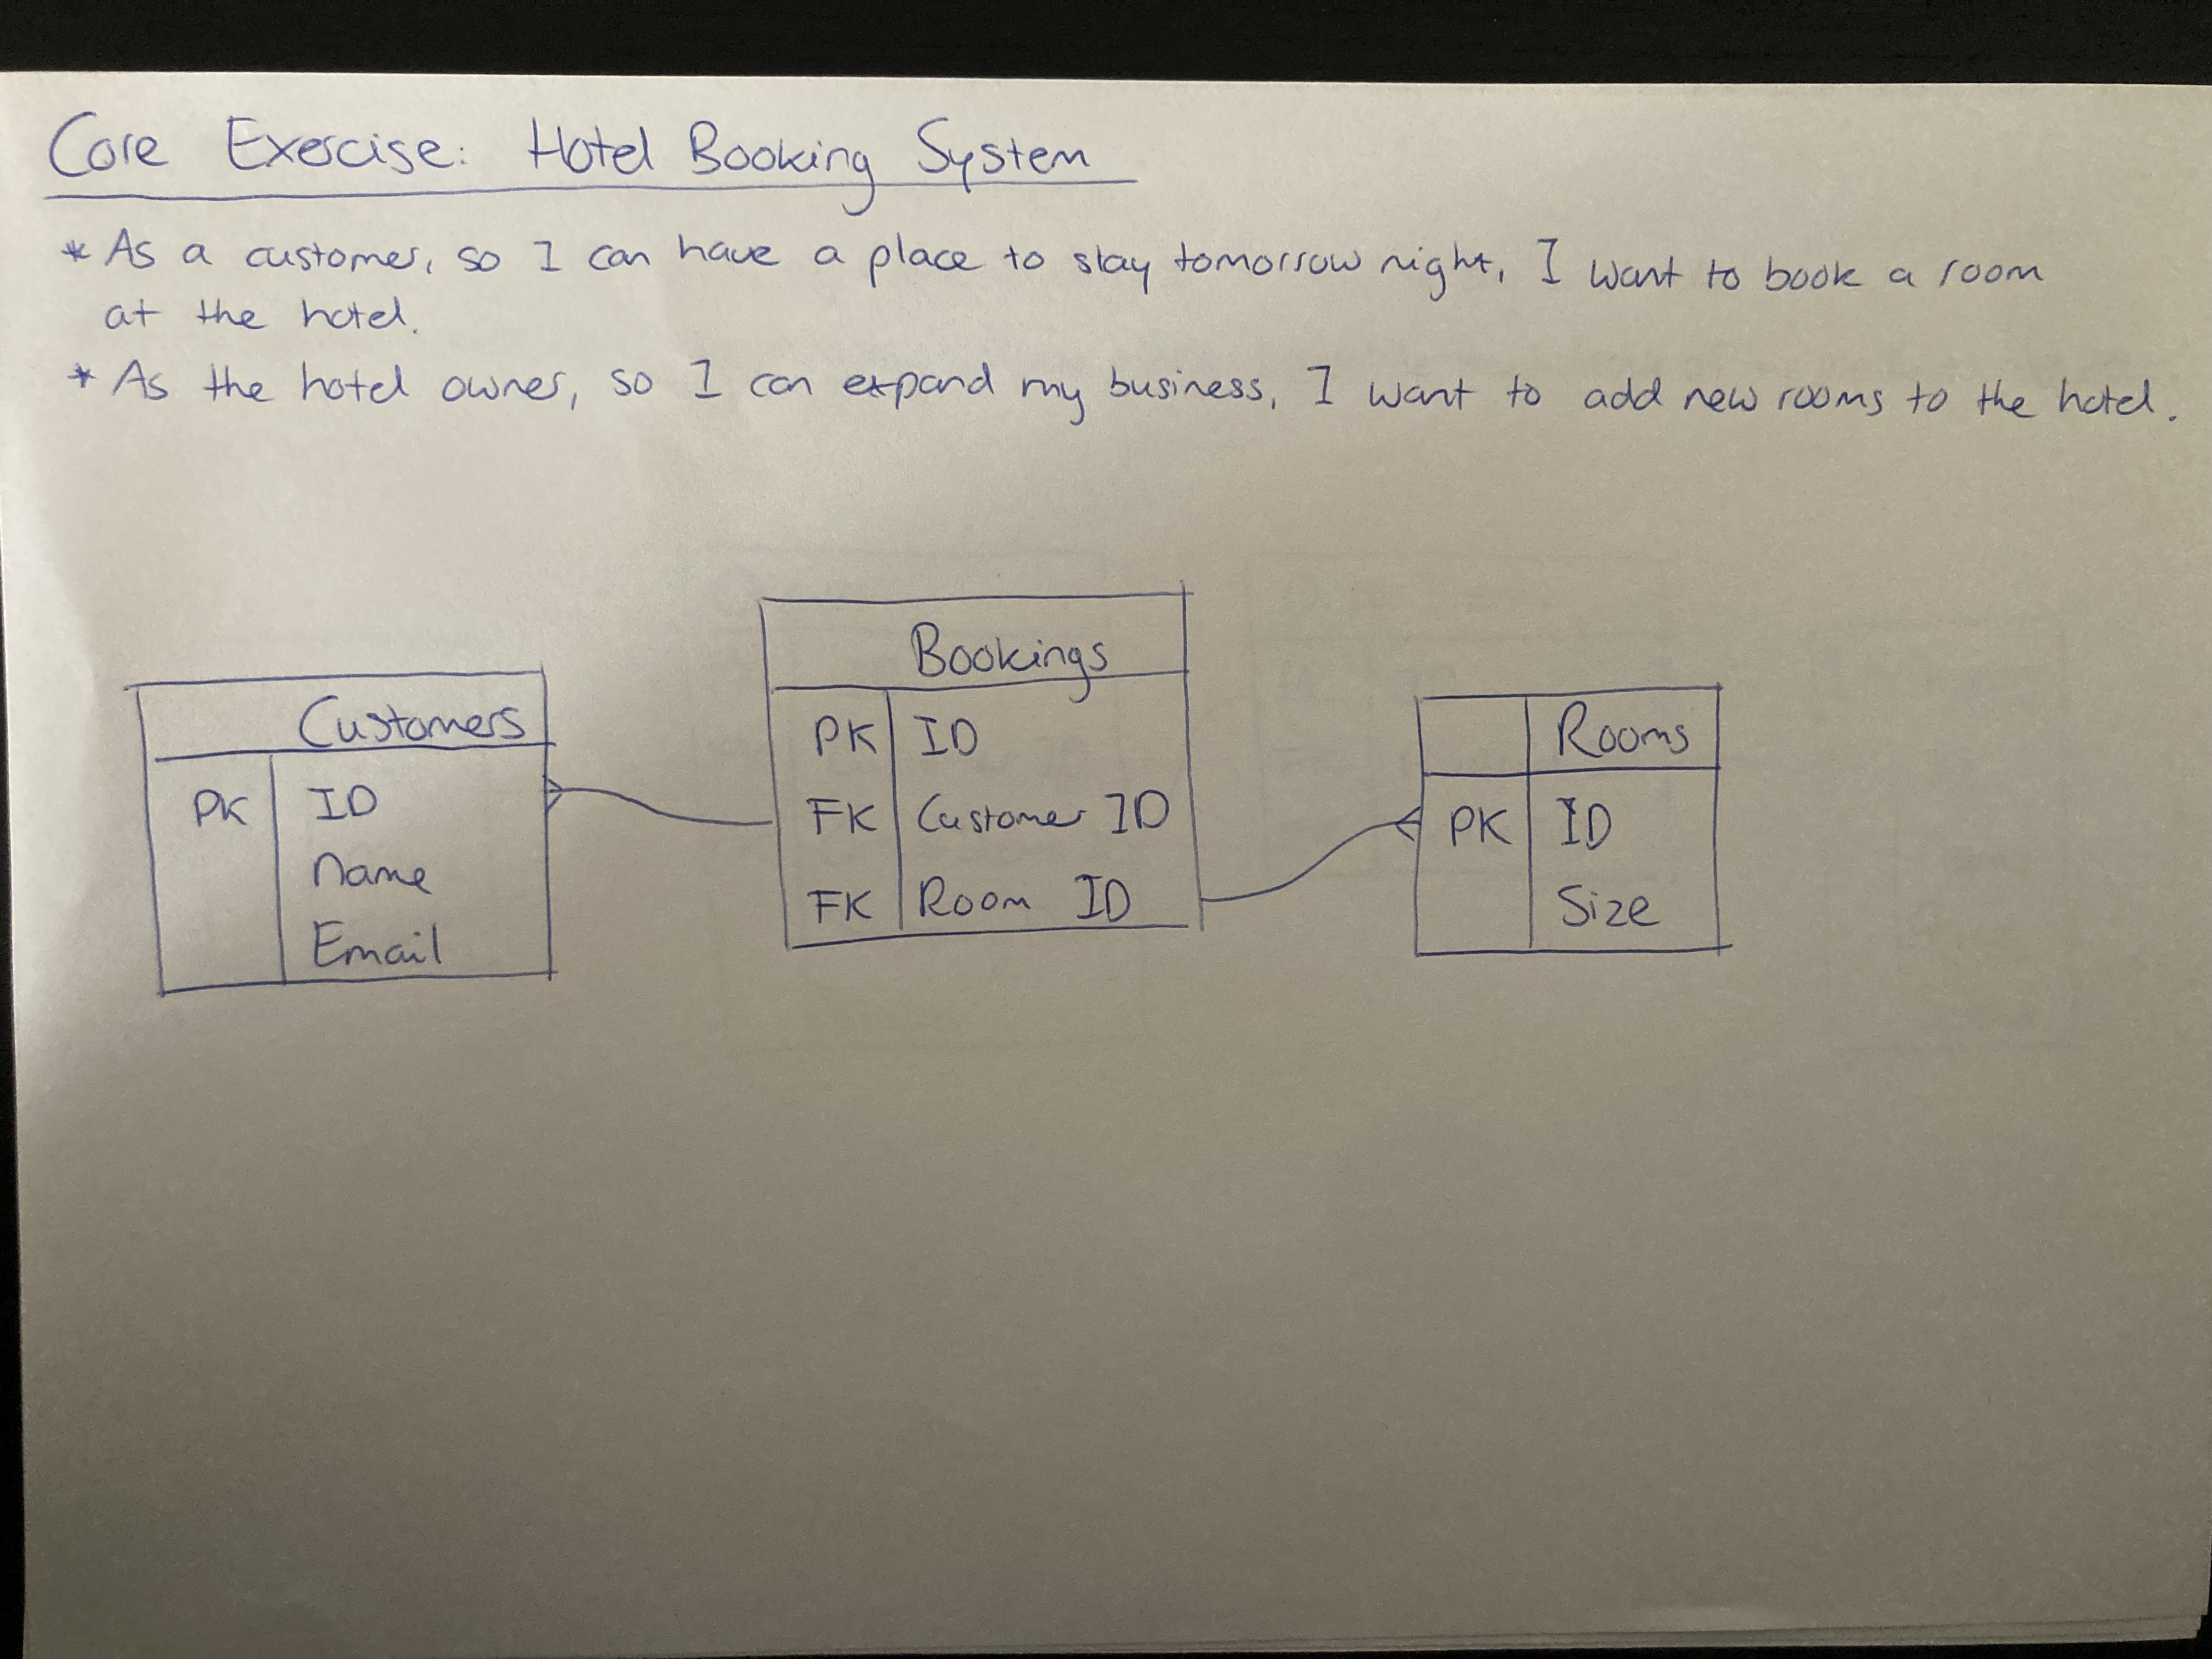 Core Exercise: Hotel Booking System
* As a customer, so I can have a place to stay tomorrow night, I want to book a room
at the hotel.
* As the hotel owner, so I can expand my business, I want to add new rooms to the hotel.
Customers
PK ID
Name
Email
Bookings
PK ID
FK Customer ID
FK Room ID
Rooms
PK ID
Size